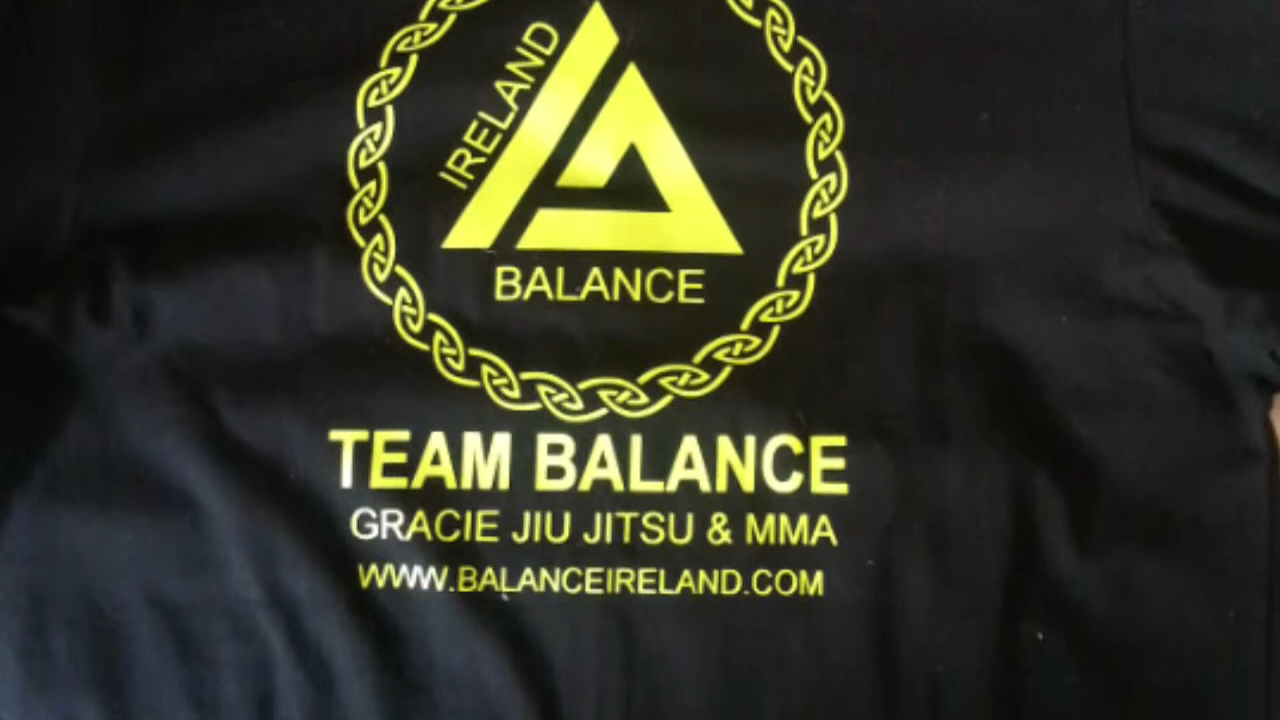 IRELAND
BALANCE
TEAM BALANCE
GRACIE JIU JITSU & MMA
WWW.BALANCEIRELAND.COM